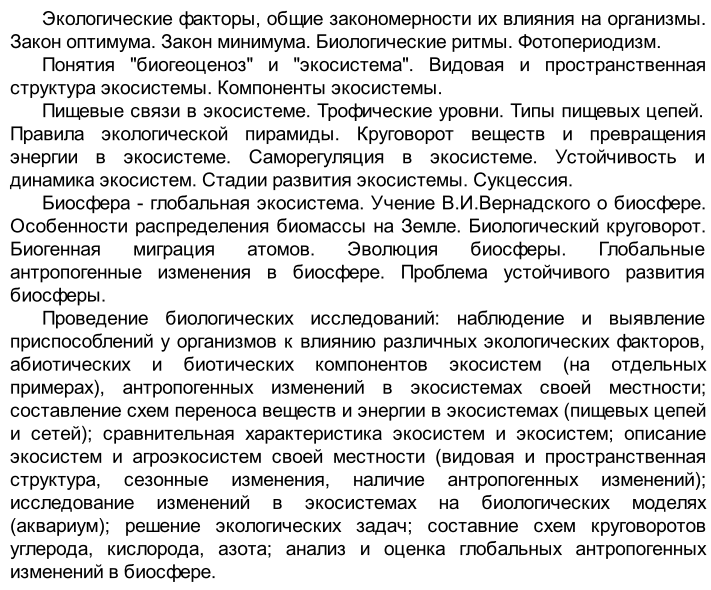 Экологические факторы, общие закономерности их влияния на организмы.
Закон оптимума. Закон минимума. Биологические ритмы. Фотопериодизм.
Понятия "биогеоценоз" и "экосистема". Видовая и пространственная
структура экосистемы. Компоненты экосистемы.
Пищевые связи в экосистеме. Трофические уровни. Типы пищевых цепей.
Правила экологической пирамиды. Круговорот веществ и превращения
энергии в экосистеме. Саморегуляция в экосистеме. Устойчивость и
динамика экосистем. Стадии развития экосистемы. Сукцессия.
Биосфера - глобальная экосистема. Учение В.И.Вернадского о биосфере.
Особенности распределения биомассы на Земле. Биологический круговорот.
Биогенная миграция атомов. Эволюция биосферы. Глобальные
антропогенные изменения в биосфере. Проблема устойчивого развития
биосферы.
Проведение биологических исследований: наблюдение и выявление
приспособлений у организмов к влиянию различных экологических факторов,
абиотических и биотических компонентов экосистем (на отдельных
примерах), антропогенных изменений в экосистемах своей местности;
составление схем переноса веществ и энергии в экосистемах (пищевых цепей
и сетей); сравнительная характеристика экосистем и экосистем; описание
экосистем и агроэкосистем своей местности (видовая и пространственная
структура, сезонные изменения, наличие антропогенных изменений);
исследование изменений в экосистемах на биологических моделях
(аквариум); решение экологических задач; составние схем круговоротов
углерода, кислорода, азота; анализ и оценка глобальных антропогенных
изменений в биосфере.